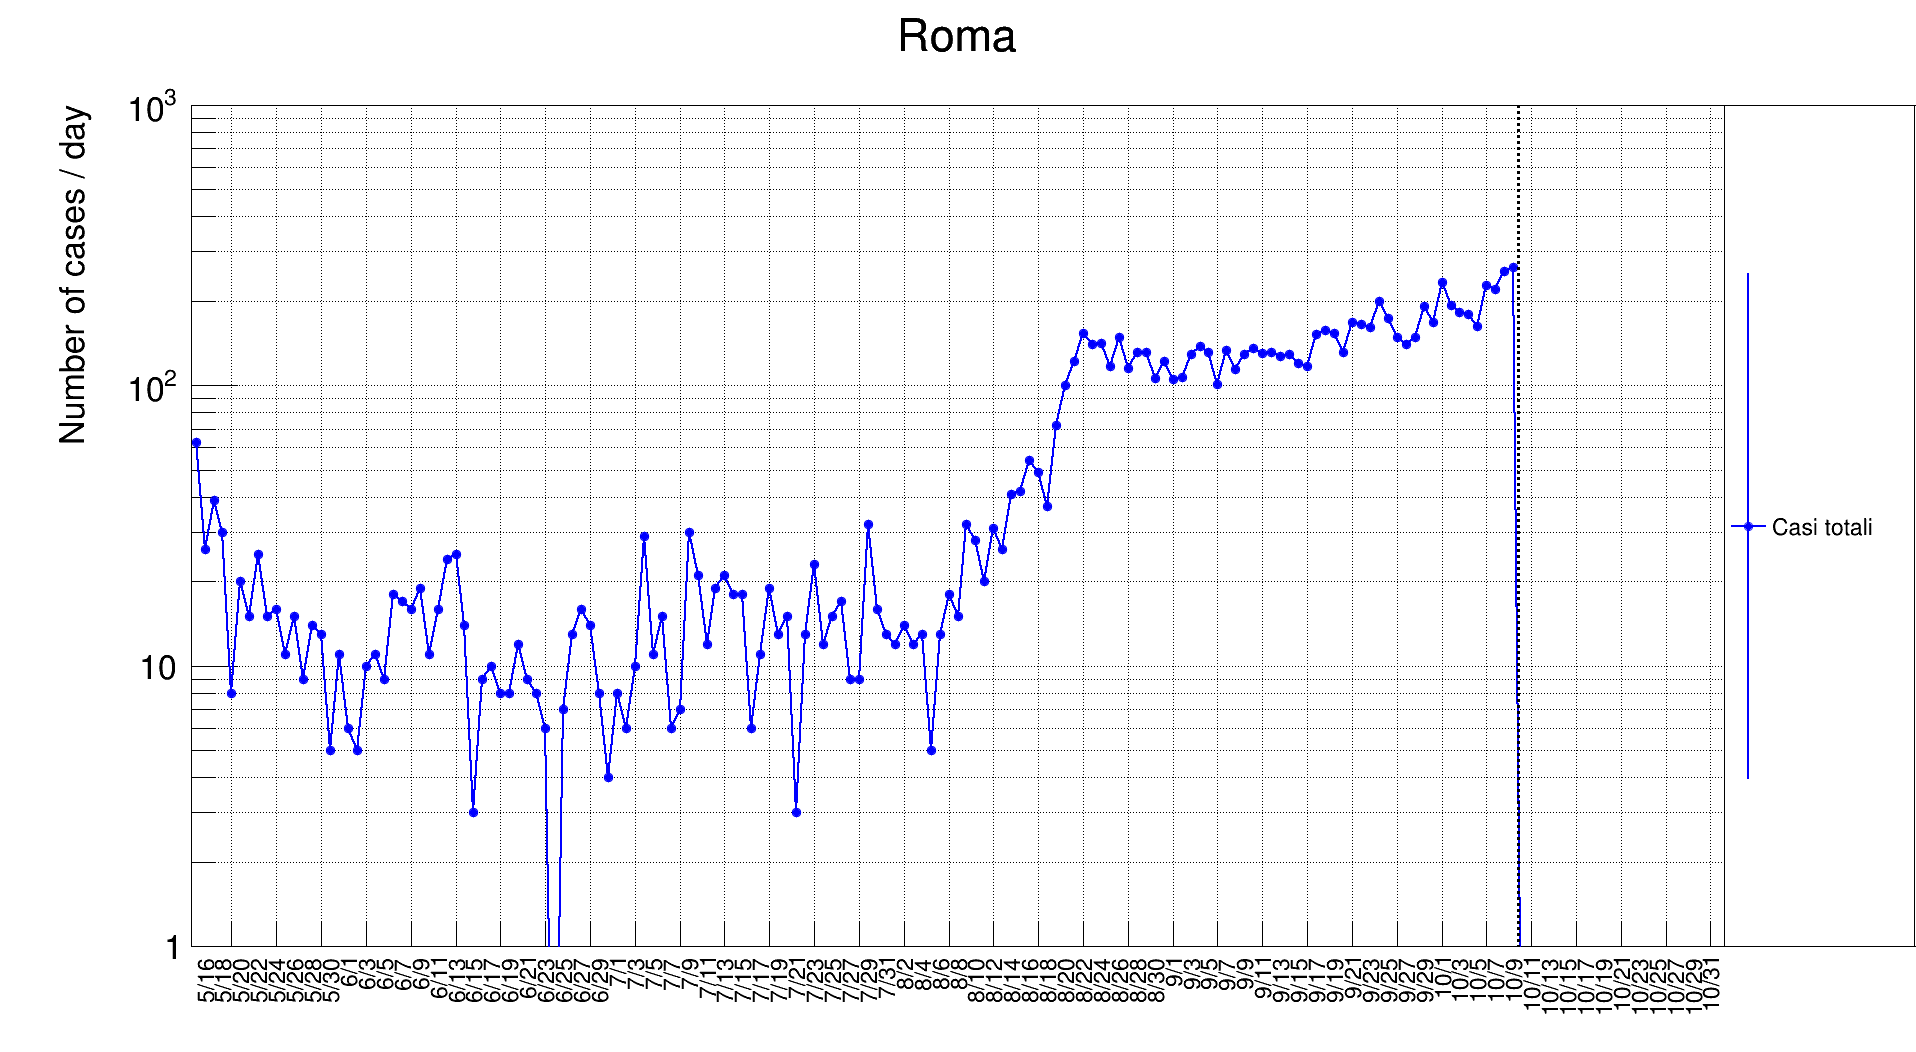 Roma
Number of cases / day
10³
10²
10
1
5/16 5/18 5/20 5/22 5/24 5/26 5/28 5/30 6/1 6/3 6/5 6/7 6/9 6/11 6/13 6/15 6/17 6/19 6/21 6/23 6/25 6/27 6/29 7/1 7/3 7/5 7/7 7/9 7/11 7/13 7/15 7/17 7/19 7/21 7/23 7/25 7/27 7/29 7/31 8/2 8/4 8/6 8/8 8/10 8/12 8/14 8/16 8/18 8/20 8/22 8/24 8/26 8/28 8/30 9/1 9/3 9/5 9/7 9/9 9/11 9/13 9/15 9/17 9/19 9/21 9/23 9/25 9/27 9/29 10/1 10/3 10/5 10/7 10/9 10/11 10/13 10/15 10/17 10/19 10/21 10/23 10/25 10/27 10/29 10/31
Casi totali